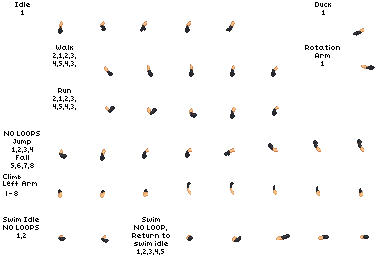 Idle
1
Duck
1
Walk
2,1,2,3,
4,5,4,3,
Rotation
Arm
1
Run
2,1,2,3,
4,5,4,3,
NO LOOPS
Jump
1,2,3,4
Fall
5,6,7,8
Climb
Left Arm
1-8
Swim Idle
NO LOOPS
1,2
Swim
NO LOOP,
Return to
swim idle
1,2,3,4,5